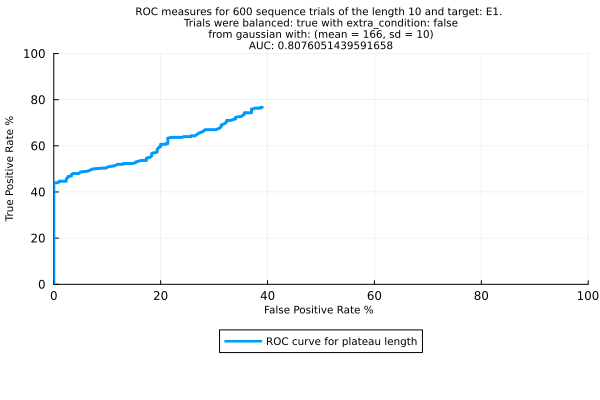 ROC measures for 600 sequence trials of the length 10 and target: E1.
Trials were balanced: true with extra_condition: false
from gaussian with: (mean = 166, sd = 10)
AUC: 0.8076051439591658
100
80
60
40
20
0
True Positive Rate %
0 20 40 60 80 100
False Positive Rate %
ROC curve for plateau length